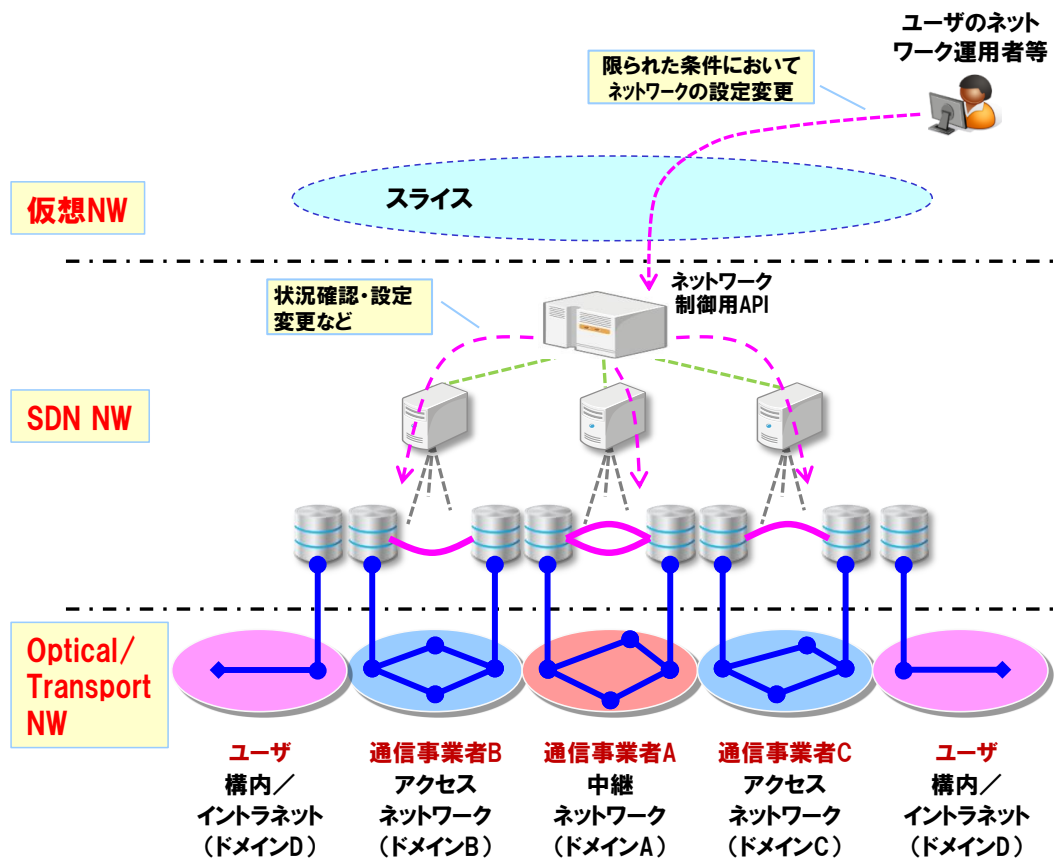 ユーザのネット
ワーク運用者等
限られた条件において
ネットワークの設定変更
スライス
仮想NW
ネットワーク
制御用API
状況確認・設定
変更など
SDN NW
Optical/
Transport
NW
ユーザ
構内／
イントラネット
（ドメインD）
通信事業者B
アクセス
ネットワーク
（ドメインB）
通信事業者A
中継
ネットワーク
（ドメインA）
通信事業者C
アクセス
ネットワーク
（ドメインC）
ユーザ
構内／
イントラネット
（ドメインD）